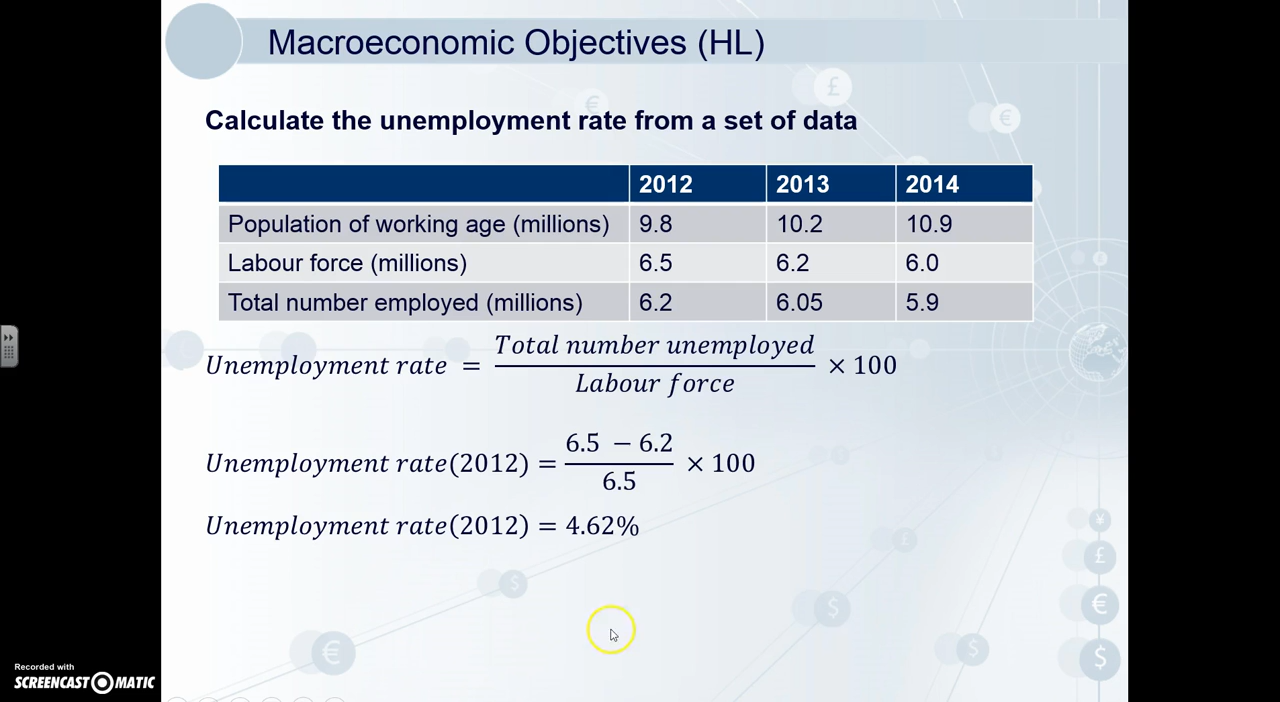 Macroeconomic Objectives (HL)
Calculate the unemployment rate from a set of data
2012 2013 2014
Population of working age (millions) 9.8 10.2 10.9
Labour force (millions) 6.5 6.2 6.0
Total number employed (millions) 6.2 6.05 5.9
Unemployment rate = Total number unemployed / Labour force × 100
Unemployment rate(2012) = 6.5 − 6.2 / 6.5 × 100
Unemployment rate(2012) = 4.62%
Recorded with
SCREENCAST-O-MATIC